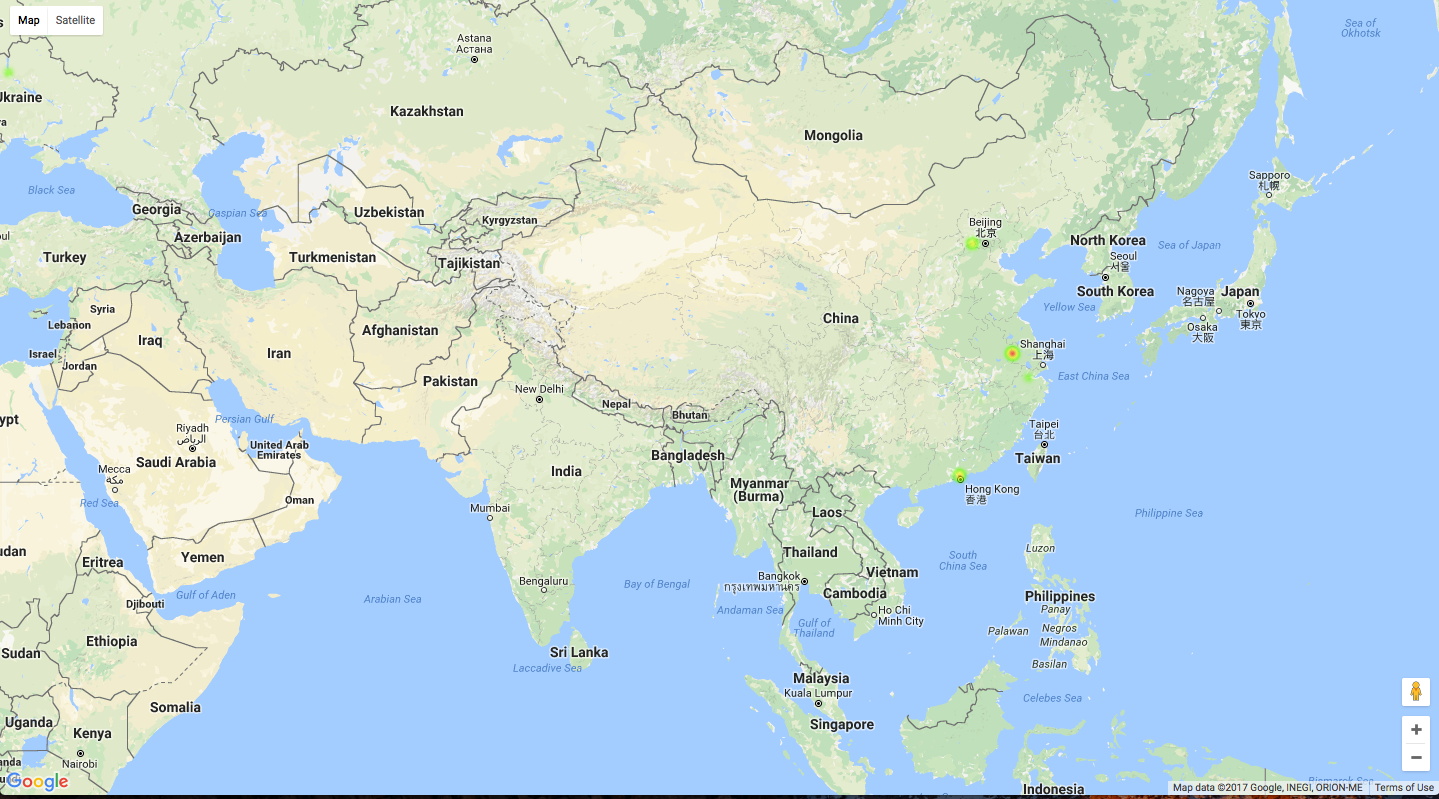 Map
Satellite
Sea of
Okhotsk
Astana
Астана
Ukraine
Kazakhstan
Mongolia
Sapporo
札幌
Black Sea
Georgia
Caspian Sea
Uzbekistan
Kyrgyzstan
Beijing
北京
Azerbaijan
North Korea
Sea of Japan
Turkey
Turkmenistan
Tajikistan
Seoul
서울
South Korea
Nagoya
名古屋
Japan
Syria
Yellow Sea
Tokyo
東京
Lebanon
Afghanistan
China
Osaka
大阪
Iraq
Iran
Israel
Shanghai
上海
Jordan
Pakistan
New Delhi
East China Sea
Nepal
Bhutan
Persian Gulf
Riyadh
الرياض
United Arab
Emirates
Taipei
台北
Bangladesh
Taiwan
Saudi Arabia
Mecca
مكة
India
Myanmar
(Burma)
Hong Kong
香港
Oman
Red Sea
Mumbai
Laos
Philippine Sea
Yemen
Eritrea
Thailand
South
China Sea
Luzon
Vietnam
Bangkok
กรุงเทพมหานคร
Bengaluru
Bay of Bengal
Cambodia
Philippines
Gulf of Aden
Djibouti
Arabian Sea
Andaman Sea
Ho Chi
Minh City
Panay
Gulf of
Thailand
Negros
Palawan
Mindanao
Ethiopia
Sudan
Sri Lanka
Basilan
Laccadive Sea
Malaysia
Kuala Lumpur
Celebes Sea
Somalia
Uganda
Singapore
Kenya
Nairobi
Google
Indonesia
Bismarck Sea
Map data ©2017 Google, INEGI, ORION-ME
Terms of Use